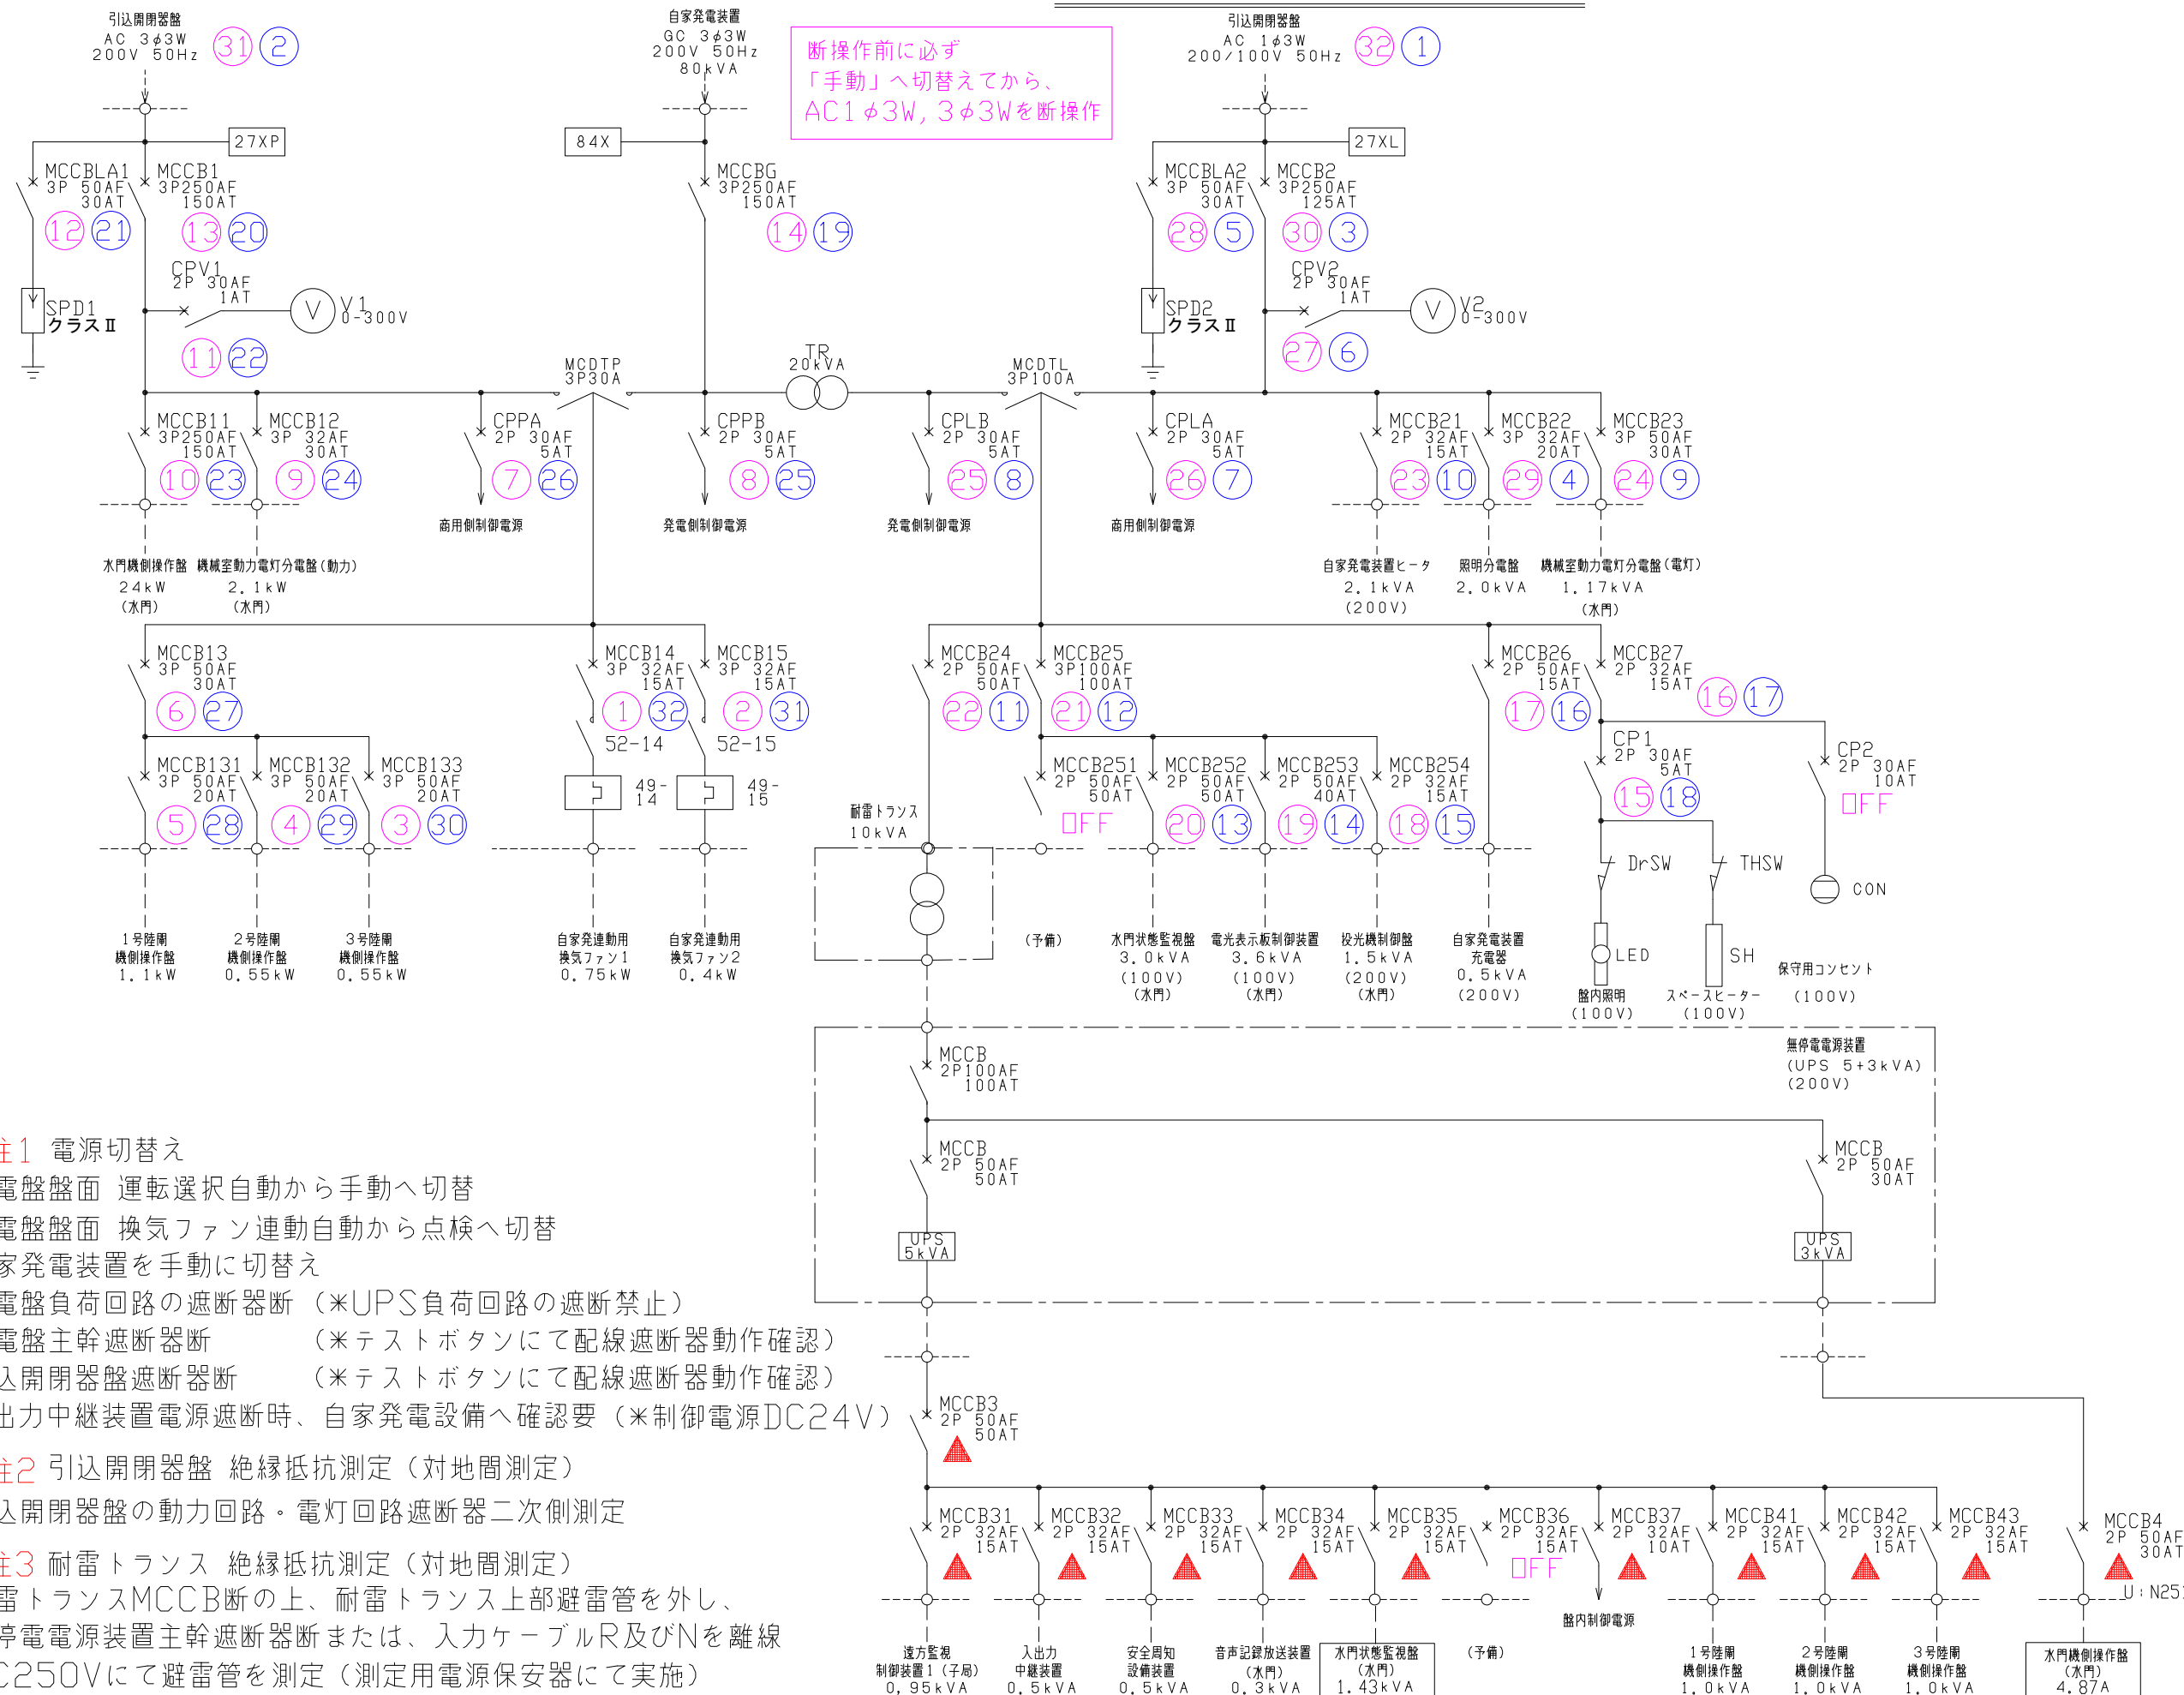 引込開閉器盤
AC 3φ3W
200V 50Hz
31 2
自家発電装置
GC 3φ3W
200V 50Hz
80kVA
断操作前に必ず
「手動」へ切替えてから、
AC1φ3W, 3φ3Wを断操作
引込開閉器盤
AC 1φ3W
200/100V 50Hz
32 1
27XP
84X
27XL
MCCBLA1
3P 50AF
30AT
12 21
MCCB1
3P250AF
150AT
13 20
MCCBG
3P250AF
150AT
14 19
MCCBLA2
3P 50AF
30AT
28 5
MCCB2
3P250AF
125AT
30 3
SPD1
クラスⅡ
CPV1
2P 30AF
1AT
V
V1
0-300V
11 22
SPD2
クラスⅡ
CPV2
2P 30AF
1AT
V
V2
0-300V
27 6
MCDTP
3P30A
TR
20kVA
MCDTL
3P100A
MCCB11
3P250AF
150AT
10 23
MCCB12
3P 32AF
30AT
9 24
CPPA
2P 30AF
5AT
7 26
CPPB
2P 30AF
5AT
8 25
CPLB
2P 30AF
5AT
25 8
CPLA
2P 30AF
5AT
26 7
MCCB21
2P 32AF
15AT
23 10
MCCB22
3P 32AF
20AT
29 4
MCCB23
3P 50AF
30AT
24 9
商用側制御電源
発電側制御電源
発電側制御電源
商用側制御電源
水門機側操作盤
24kW
(水門)
機械室動力電灯分電盤(動力)
2.1kW
(水門)
自家発電装置ヒータ
2.1kVA
(200V)
照明分電盤
2.0kVA
機械室動力電灯分電盤(電灯)
1.17kVA
(水門)
MCCB13
3P 50AF
30AT
6 27
MCCB14
3P 32AF
15AT
1 32
MCCB15
3P 32AF
15AT
2 31
MCCB24
2P 50AF
50AT
22 11
MCCB25
3P100AF
100AT
21 12
MCCB26
2P 50AF
15AT
17 16
MCCB27
2P 32AF
15AT
16 17
52-14
52-15
MCCB131
3P 50AF
20AT
5 28
MCCB132
3P 50AF
20AT
4 29
MCCB133
3P 50AF
20AT
3 30
49-
14
49-
15
耐雷トランス
10kVA
MCCB251
2P 50AF
50AT
OFF
MCCB252
2P 50AF
50AT
20 13
MCCB253
2P 50AF
40AT
19 14
MCCB254
2P 32AF
15AT
18 15
CP1
2P 30AF
5AT
15 18
CP2
2P 30AF
10AT
OFF
DrSW
THSW
CON
LED
SH
1号陸閘
機側操作盤
1.1kW
2号陸閘
機側操作盤
0.55kW
3号陸閘
機側操作盤
0.55kW
自家発連動用
換気ファン1
0.75kW
自家発連動用
換気ファン2
0.4kW
(予備)
水門状態監視盤
3.0kVA
(100V)
(水門)
電光表示板制御装置
3.6kVA
(100V)
(水門)
投光機制御盤
1.5kVA
(200V)
(水門)
自家発電装置
充電器
0.5kVA
(200V)
盤内照明
(100V)
スペースヒーター
(100V)
保守用コンセント
(100V)
無停電電源装置
(UPS 5+3kVA)
(200V)
MCCB
2P100AF
100AT
MCCB
2P 50AF
50AT
MCCB
2P 50AF
30AT
UPS
5kVA
UPS
3kVA
注1 電源切替え
電盤盤面 運転選択自動から手動へ切替
電盤盤面 換気ファン連動自動から点検へ切替
家発電装置を手動に切替え
電盤負荷回路の遮断器断(*UPS負荷回路の遮断禁止)
電盤主幹遮断器断 (*テストボタンにて配線遮断器動作確認)
込開閉器盤遮断器断 (*テストボタンにて配線遮断器動作確認)
出力中継装置電源遮断時、自家発電設備へ確認要(*制御電源DC24V)
注2 引込開閉器盤 絶縁抵抗測定(対地間測定)
込開閉器盤の動力回路。電灯回路遮断器二次側測定
注3 耐雷トランス 絶縁抵抗測定(対地間測定)
雷トランスMCCB断の上、耐雷トランス上部避雷管を外し、
停電電源装置主幹遮断器断または、入力ケーブルR及びNを離線
C250Vにて避雷管を測定(測定用電源保安器にて実施)
MCCB3
2P 50AF
50AT
MCCB31
2P 32AF
15AT
MCCB32
2P 32AF
15AT
MCCB33
2P 32AF
15AT
MCCB34
2P 32AF
15AT
MCCB35
2P 32AF
15AT
MCCB36
2P 32AF
15AT
OFF
MCCB37
2P 32AF
10AT
MCCB41
2P 32AF
15AT
MCCB42
2P 32AF
15AT
MCCB43
2P 32AF
15AT
MCCB4
2P 50AF
30AT
U:N25
遠方監視
制御装置1(子局)
0,95kVA
入出力
中継装置
0.5kVA
安全周知
設備装置
0.5kVA
音声記録放送装置
(水門)
0.3kVA
水門状態監視盤
(水門)
1.43kVA
(予備)
盤内制御電源
1号陸閘
機側操作盤
1.0kVA
2号陸閘
機側操作盤
1.0kVA
3号陸閘
機側操作盤
1.0kVA
水門機側操作盤
(水門)
4.87A